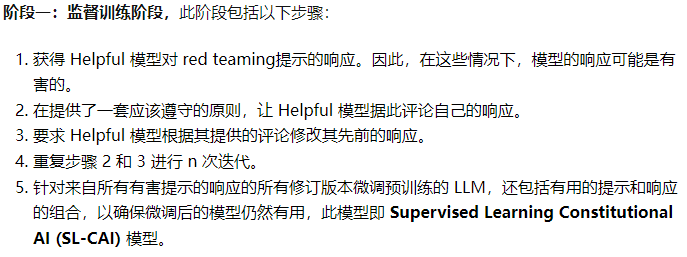 阶段一：监督训练阶段，此阶段包括以下步骤：
1. 获得 Helpful 模型对 red teaming提示的响应。因此，在这些情况下，模型的响应可能是有
害的。
2. 在提供了一套应该遵守的原则，让 Helpful 模型据此评论自己的响应。
3. 要求 Helpful 模型根据其提供的评论修改其先前的响应。
4. 重复步骤 2 和 3 进行 n 次迭代。
5. 针对来自所有有害提示的响应的所有修订版本微调预训练的 LLM，还包括有用的提示和响应
的组合，以确保微调后的模型仍然有用，此模型即 Supervised Learning Constitutional
AI (SL-CAI) 模型。